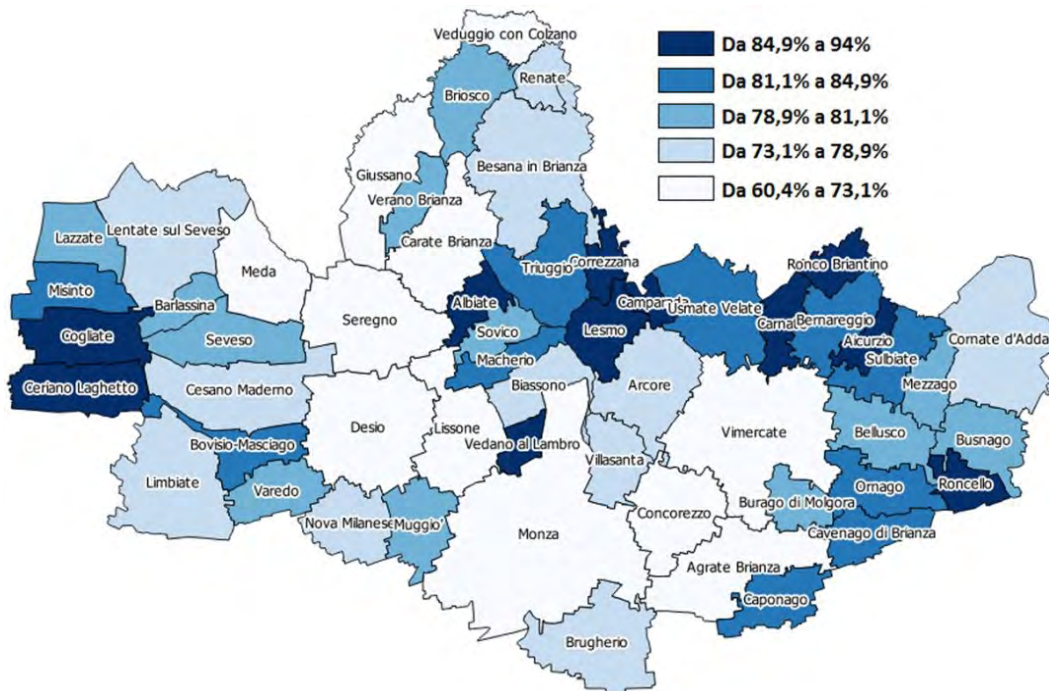 Veduggio con Colzano
Da 84,9% a 94%
Da 81,1% a 84,9%
Da 78,9% a 81,1%
Da 73,1% a 78,9%
Da 60,4% a 73,1%
Renate
Briosco
Besana in Brianza
Giussano
Verano Brianza
Carate Brianza
Lazzate
Lentate sul Seveso
Meda
Misinto
Barlassina
Cogliate
Seveso
Seregno
Triuggio
Correzzana
Ronco Briantino
Albiate
Camparada
Usmate Velate
Carnate
Bernareggio
Sovico
Lesmo
Aicurzio
Sulbiate
Cornate d'Adda
Macherio
Mezzago
Ceriano Laghetto
Cesano Maderno
Biassono
Arcore
Desio
Lissone
Vedano al Lambro
Vimercate
Bellusco
Busnago
Bovisio-Masciago
Limbiate
Villasanta
Varedo
Ornago
Roncello
Nova Milanese
Muggio'
Monza
Concorezzo
Burago di Molgora
Cavenago di Brianza
Agrate Brianza
Caponago
Brugherio